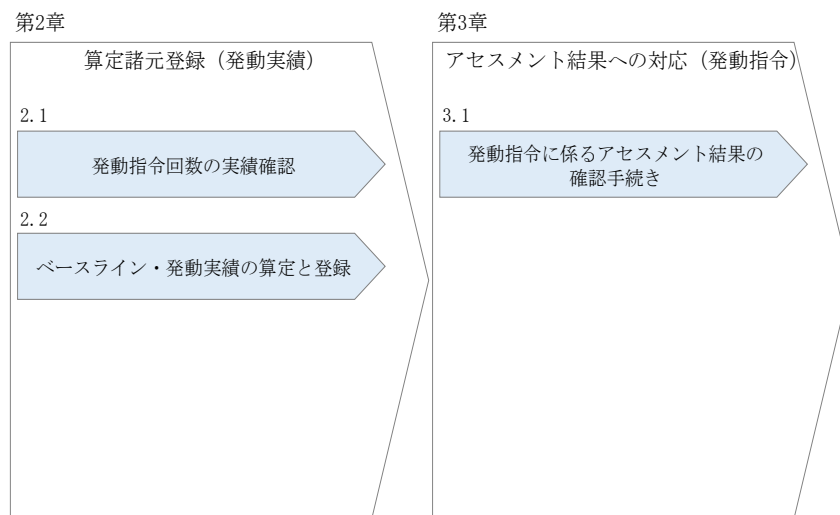 第2章
算定諸元登録（発動実績）
2.1
発動指令回数の実績確認
2.2
ベースライン・発動実績の算定と登録
第3章
アセスメント結果への対応（発動指令）
3.1
発動指令に係るアセスメント結果の
確認手続き